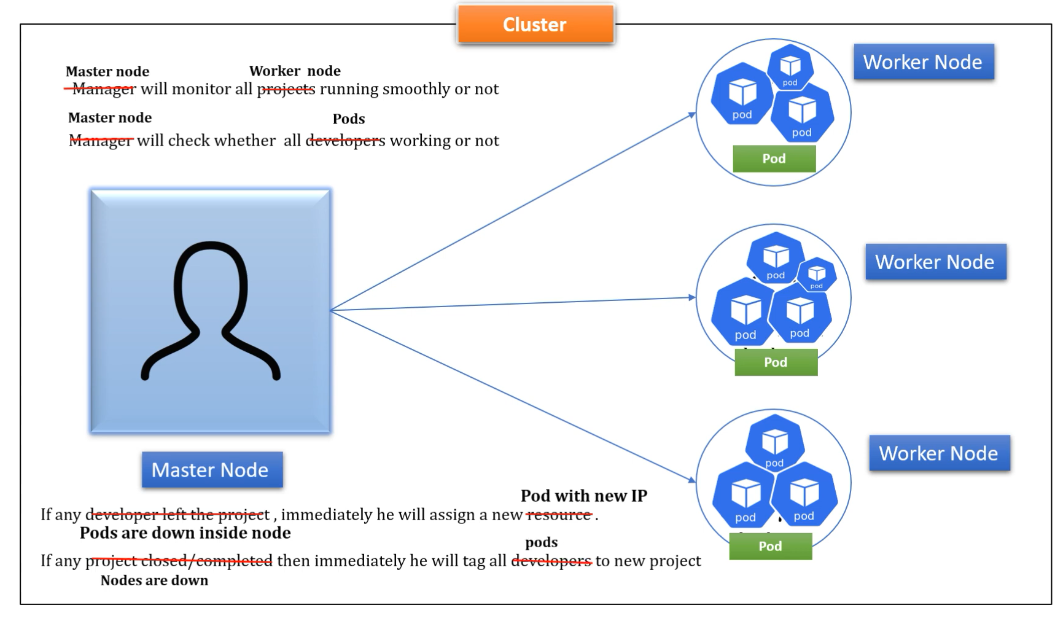 Cluster
Master node Worker node
Manager will monitor all projects running smoothly or not
Master node Pods
Manager will check whether all developers working or not
Worker Node
pod
pod
pod
Pod
Worker Node
pod
pod
pod
pod
Pod
Worker Node
pod
pod
pod
Pod
Master Node
Pod with new IP
If any developer left the project , immediately he will assign a new resource .
Pods are down inside node
pods
If any project closed/completed then immediately he will tag all developers to new project
Nodes are down